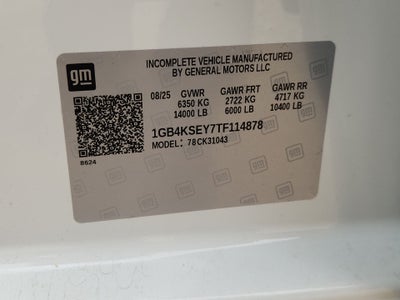 gm
INCOMPLETE VEHICLE MANUFACTURED
BY GENERAL MOTORS LLC
08/25 GVWR GAWR FRT GAWR RR
6350 KG 2722 KG 4717 KG
14000 LB 6000 LB 10400 LB
1GB4KSEY7TF114878
MODEL: 78CK31043
8624